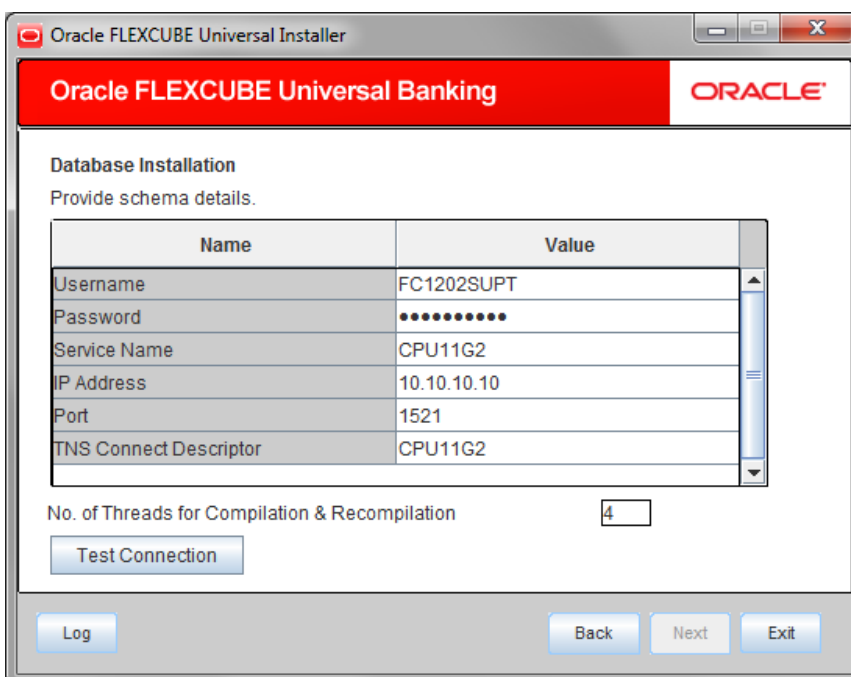 Oracle FLEXCUBE Universal Installer
Oracle FLEXCUBE Universal Banking
ORACLE
Database Installation
Provide schema details.
Name Value
Username FC1202SUPT
Password ●●●●●●●●●●
Service Name CPU11G2
IP Address 10.10.10.10
Port 1521
TNS Connect Descriptor CPU11G2
No. of Threads for Compilation & Recompilation 4
Test Connection
Log Back Next Exit